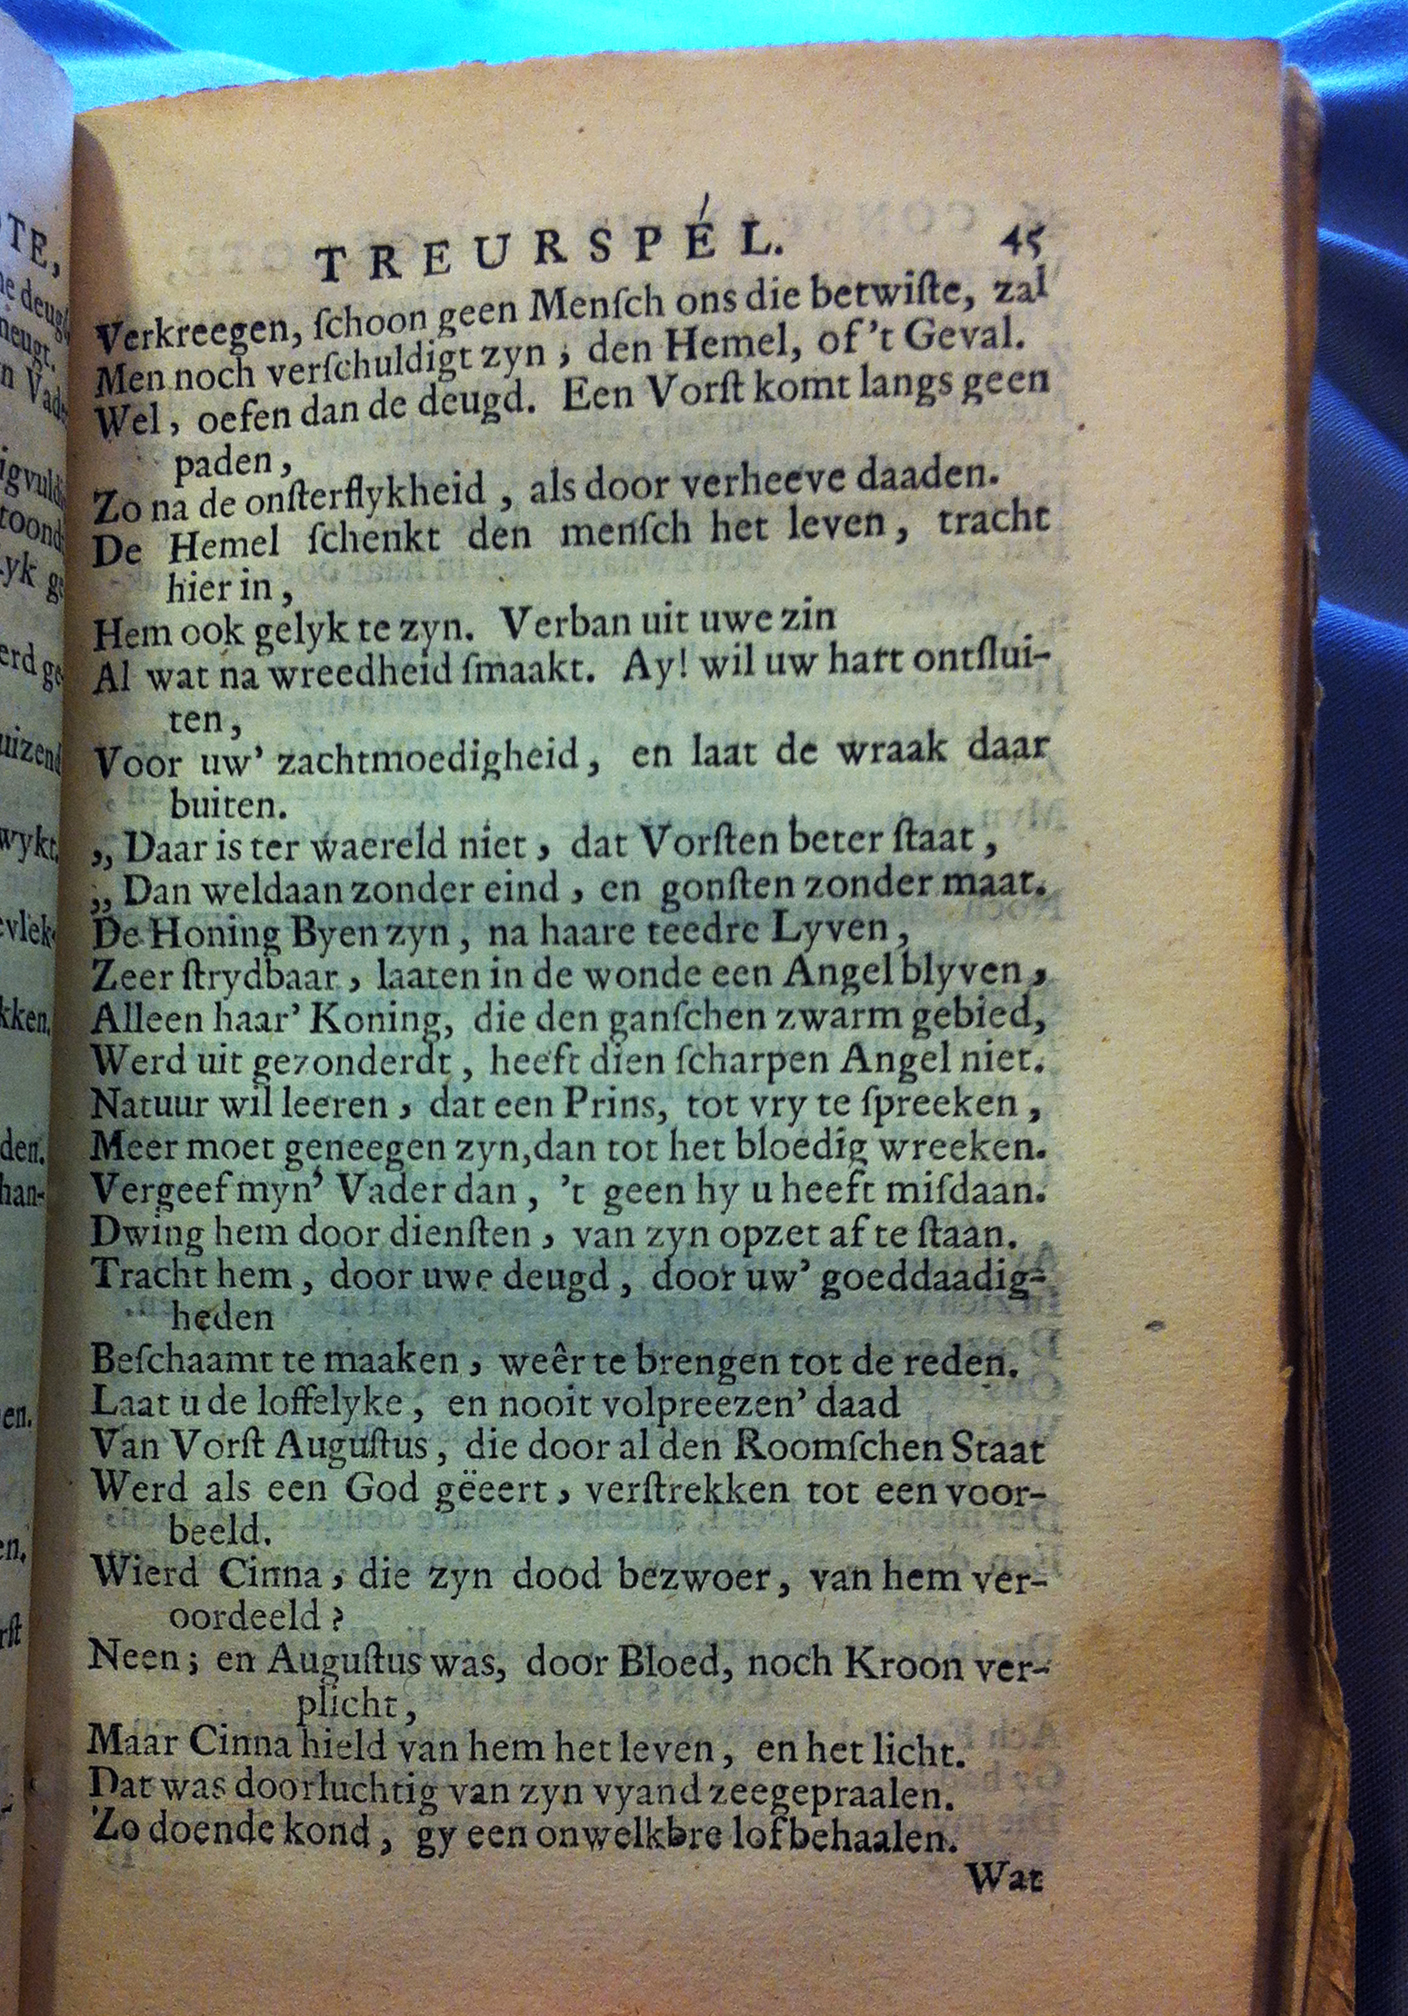 TREURSPÉL. 45
Verkreegen, ſchoon geen Menſch ons die betwiſte, zal
Men noch verſchuldigt zyn, den Hemel, of 't Geval.
Wel, oefen dan de deugd. Een Vorſt komt langs geen
paden,
Zo na de onſterflykheid, als door verheeve daaden.
De Hemel ſchenkt den menſch het leven, tracht
hier in,
Hem ook gelyk te zyn. Verban uit uwe zin
Al wat na wreedheid ſmaakt. Ay! wil uw hart ontſlui-
ten,
Voor uw' zachtmoedigheid, en laat de wraak daar
buiten.
„ Daar is ter waereld niet, dat Vorſten beter ſtaat,
„ Dan weldaan zonder eind, en gonſten zonder maat.
De Honing Byen zyn, na haare teedre Lyven,
Zeer ſtrydbaar, laaten in de wonde een Angel blyven,
Alleen haar' Koning, die den ganſchen zwarm gebied,
Werd uit gezonderdt, heeft dien ſcharpen Angel niet.
Natuur wil leeren, dat een Prins, tot vry te ſpreeken,
Meer moet geneegen zyn, dan tot het bloedig wreeken.
Vergeef myn' Vader dan, 't geen hy u heeft miſdaan.
Dwing hem door dienſten, van zyn opzet af te ſtaan.
Tracht hem, door uwe deugd, door uw' goeddaadig-
heden
Beſchaamt te maaken, weêr te brengen tot de reden.
Laat u de loffelyke, en nooit volpreezen' daad
Van Vorſt Auguſtus, die door al den Roomſchen Staat
Werd als een God gëeert, verſtrekken tot een voor-
beeld.
Wierd Cinna, die zyn dood bezwoer, van hem ver-
oordeeld?
Neen; en Auguſtus was, door Bloed, noch Kroon ver-
plicht,
Maar Cinna hield van hem het leven, en het licht.
Dat was doorluchtig van zyn vyand zeegepraalen.
Zo doende kond, gy een onwelkbre lof behaalen.
Wat